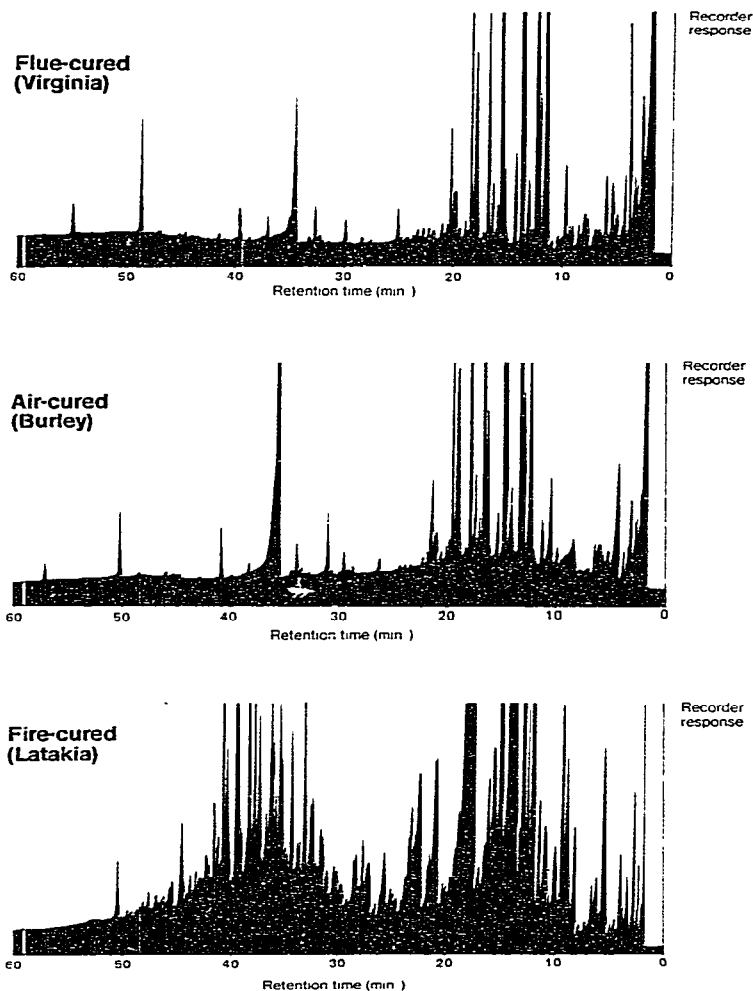 Recorder
response
Flue-cured
(Virginia)
60 50 40 30 20 10 0
Retention time (min )
Recorder
response
Air-cured
(Burley)
60 50 40 30 20 10 0
Retention time (min )
Recorder
response
Fire-cured
(Latakia)
60 50 40 30 20 10 0
Retention time (min )